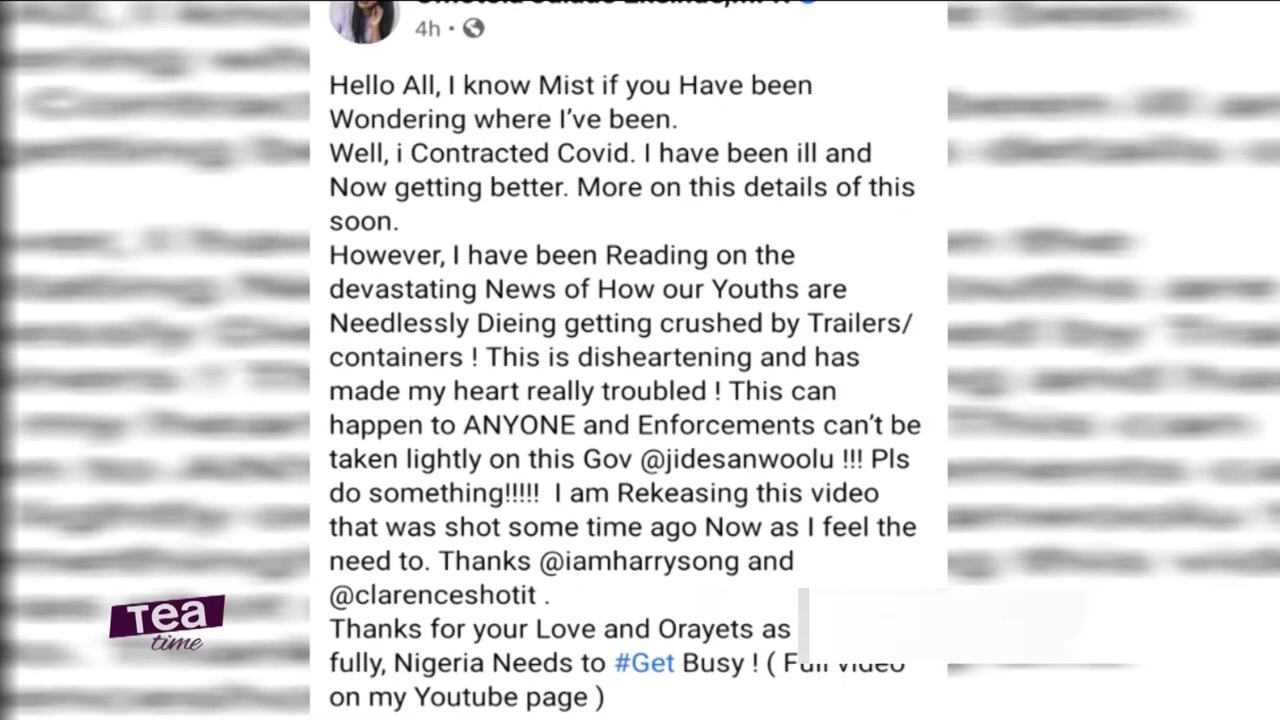 4h
Hello All, I know Mist if you Have been
Wondering where I've been.
Well, i Contracted Covid. I have been ill and
Now getting better. More on this details of this
soon.
However, I have been Reading on the
devastating News of How our Youths are
Needlessly Dieing getting crushed by Trailers/
containers ! This is disheartening and has
made my heart really troubled ! This can
happen to ANYONE and Enforcements can't be
taken lightly on this Gov @jidesanwoolu !!! Pls
do something!!!!! I am Rekeasing this video
that was shot some time ago Now as I feel the
need to. Thanks @iamharrysong and
@clarenceshotit .
Thanks for your Love and Orayets as
fully, Nigeria Needs to #Get Busy ! ( Full video
on my Youtube page )
Tea
time